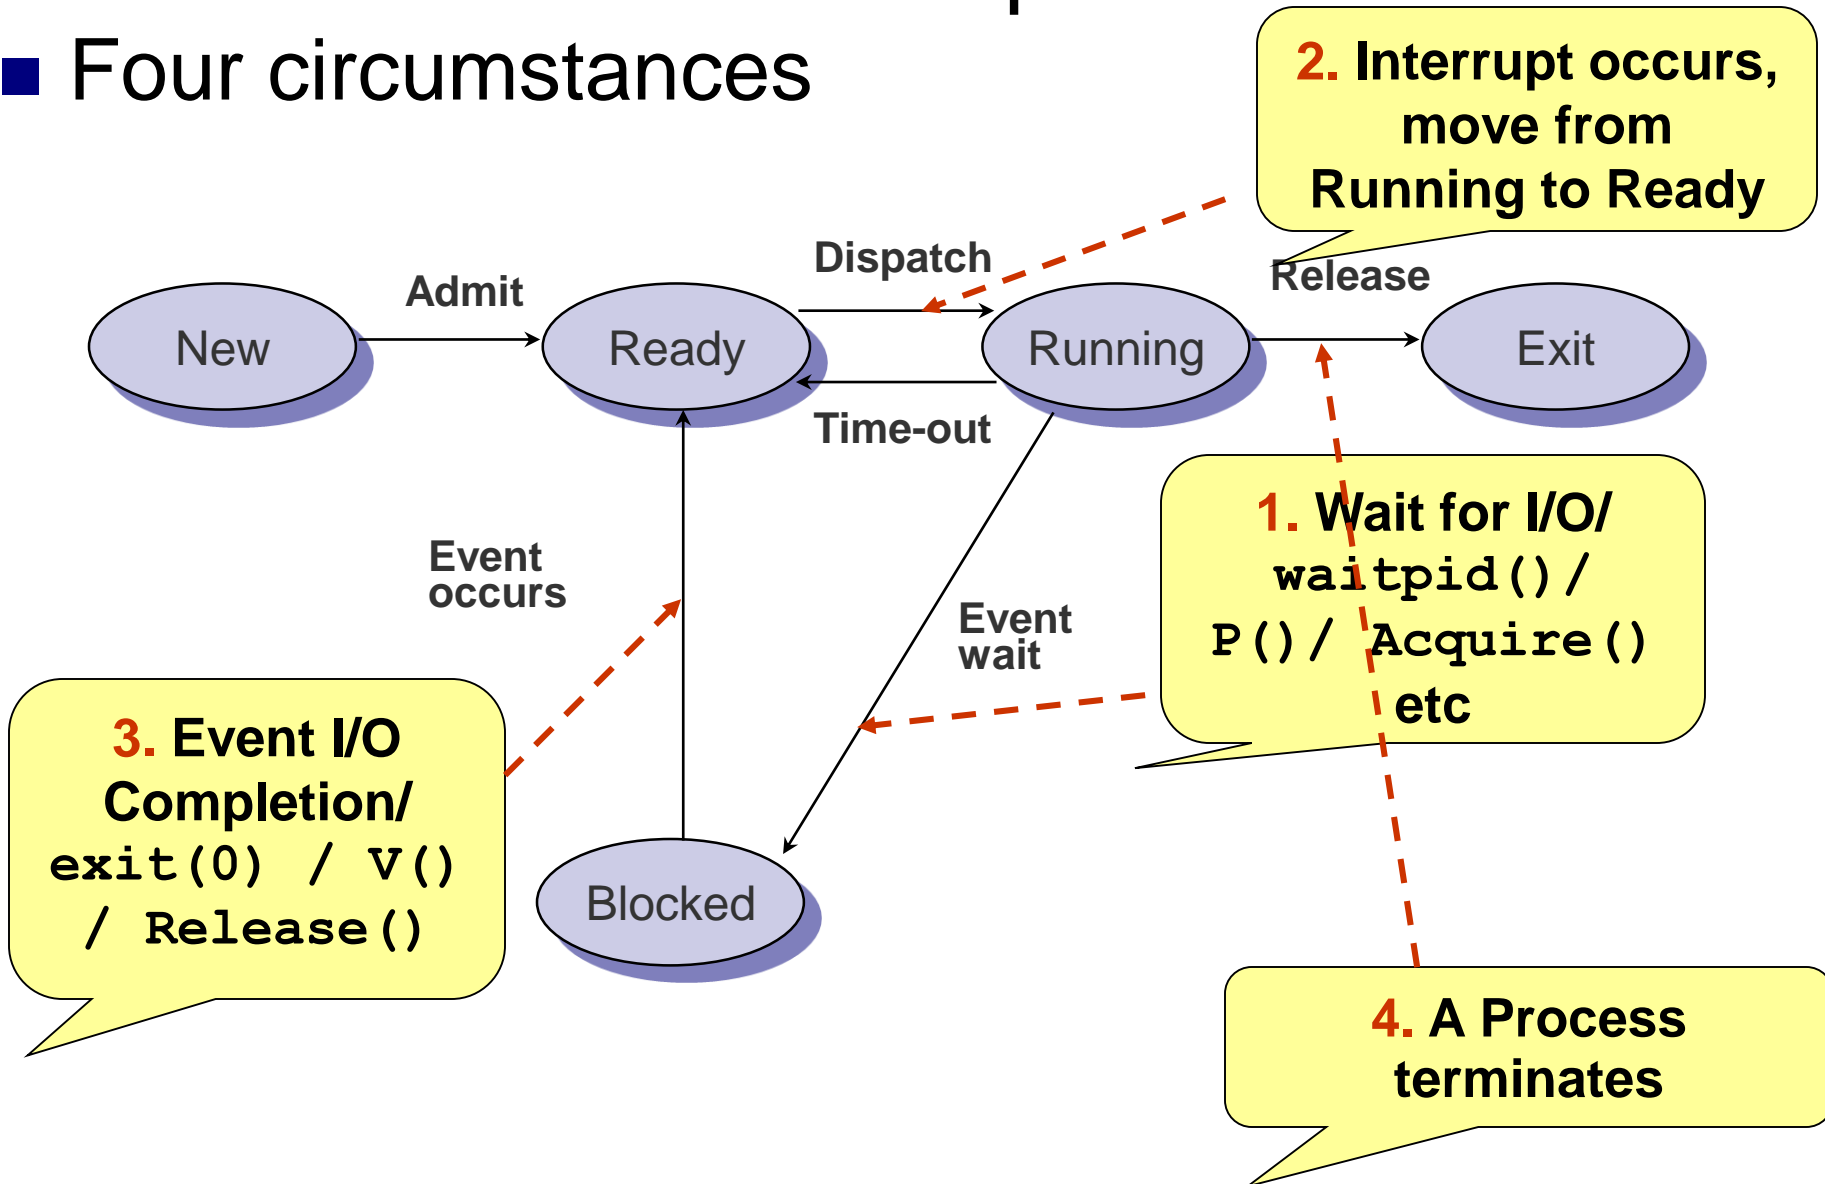 Four circumstances
2. Interrupt occurs,
move from
Running to Ready
Dispatch
Admit
Release
New
Ready
Running
Exit
Time-out
1. Wait for I/O/
waitpid()/
P()/ Acquire()
etc
Event
occurs
Event
wait
3. Event I/O
Completion/
exit(0) / V()
/ Release()
Blocked
4. A Process
terminates